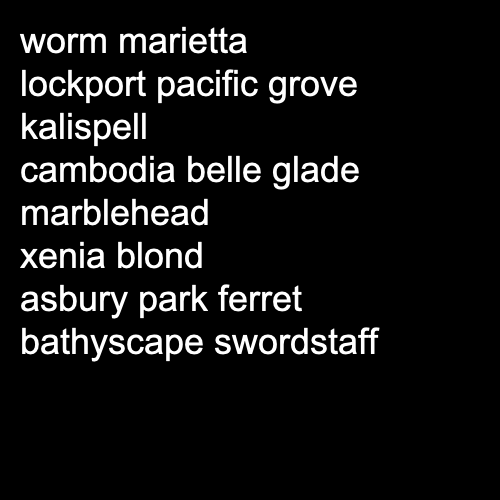 worm marietta
lockport pacific grove
kalispell
cambodia belle glade
marblehead
xenia blond
asbury park ferret
bathyscape swordstaff